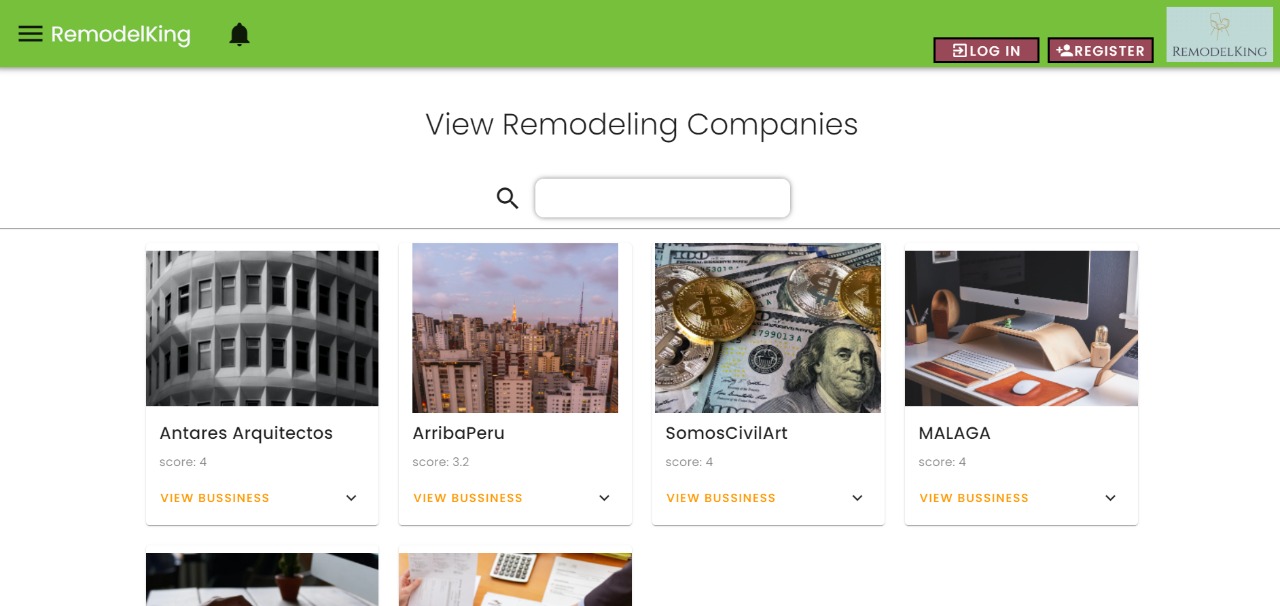 RemodelKing
LOG IN
REGISTER
REMODELKING
View Remodeling Companies
Antares Arquitectos
score: 4
VIEW BUSSINESS
ArribaPeru
score: 3.2
VIEW BUSSINESS
SomosCivilArt
score: 4
VIEW BUSSINESS
MALAGA
score: 4
VIEW BUSSINESS